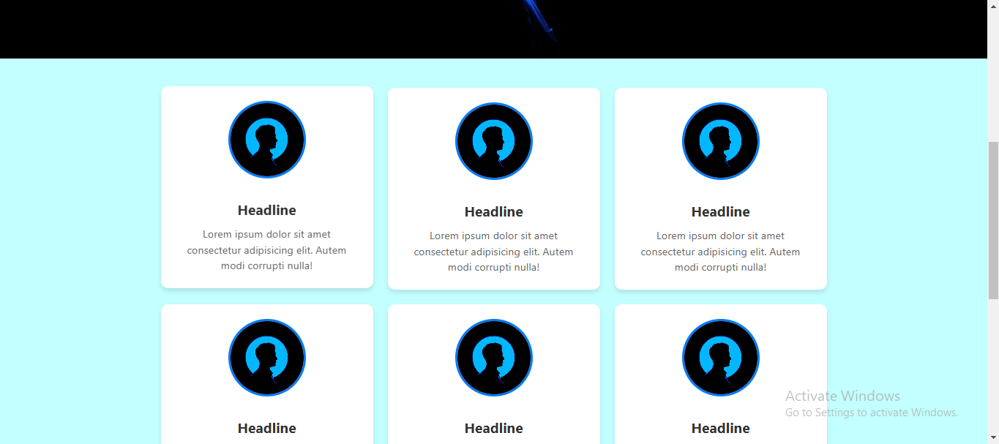 Headline
Lorem ipsum dolor sit amet
consectetur adipisicing elit. Autem
modi corrupti nulla!
Headline
Lorem ipsum dolor sit amet
consectetur adipisicing elit. Autem
modi corrupti nulla!
Headline
Lorem ipsum dolor sit amet
consectetur adipisicing elit. Autem
modi corrupti nulla!
Headline
Headline
Headline
Activate Windows
Go to Settings to activate Windows.